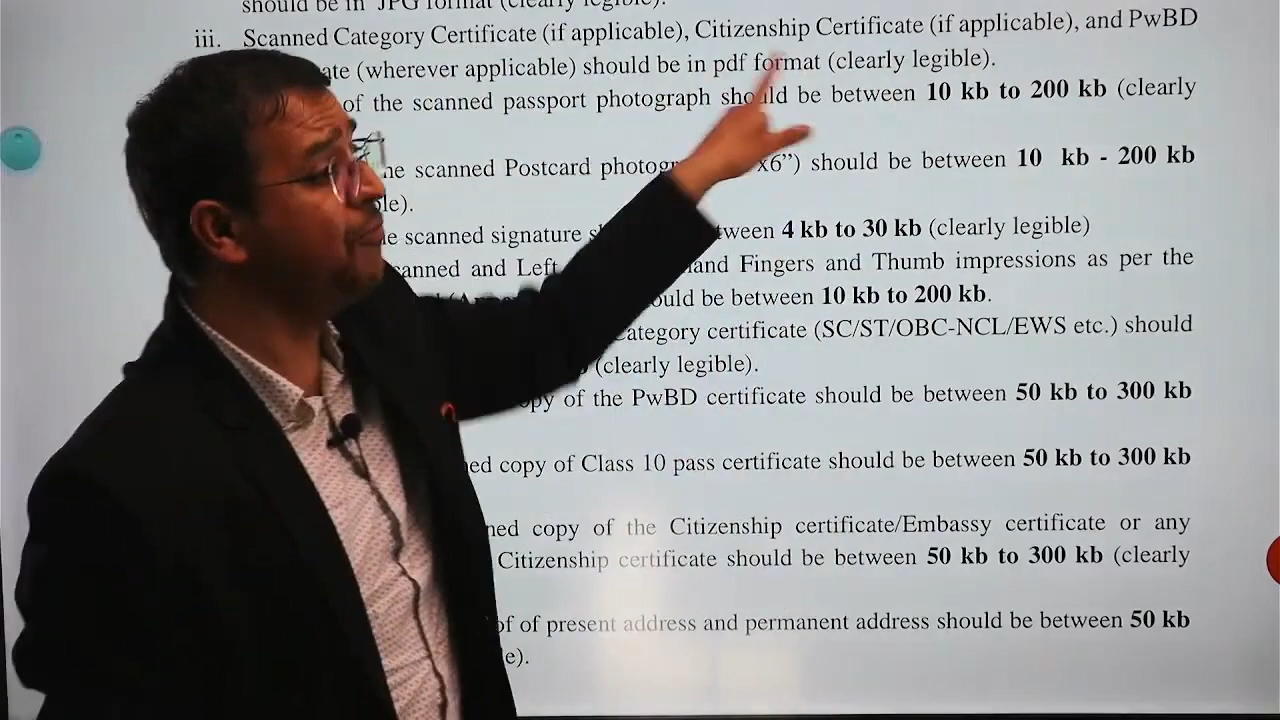 should be in JPG format (clearly legible).
iii. Scanned Category Certificate (if applicable), Citizenship Certificate (if applicable), and PwBD
ate (wherever applicable) should be in pdf format (clearly legible).
of the scanned passport photograph should be between 10 kb to 200 kb (clearly
he scanned Postcard photogr x6”) should be between 10 kb - 200 kb
ble).
e scanned signature s tween 4 kb to 30 kb (clearly legible)
canned and Left and Fingers and Thumb impressions as per the
ould be between 10 kb to 200 kb.
Category certificate (SC/ST/OBC-NCL/EWS etc.) should
(clearly legible).
opy of the PwBD certificate should be between 50 kb to 300 kb
ned copy of Class 10 pass certificate should be between 50 kb to 300 kb
ned copy of the Citizenship certificate/Embassy certificate or any
Citizenship certificate should be between 50 kb to 300 kb (clearly
of of present address and permanent address should be between 50 kb
e).